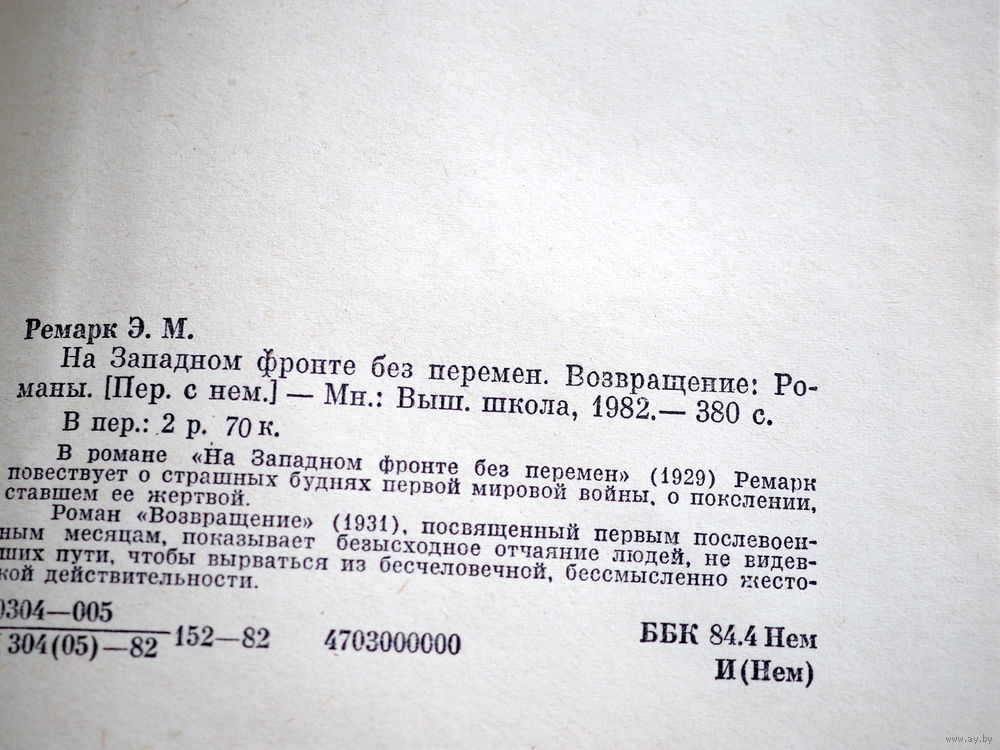 Ремарк Э. М.
На Западном фронте без перемен. Возвращение: Ро-
маны. [Пер. с нем.] — Мн.: Выш. школа, 1982.— 380 с.
В пер.: 2 р. 70 к.
В романе «На Западном фронте без перемен» (1929) Ремарк
повествует о страшных буднях первой мировой войны, о поколении,
ставшем ее жертвой.
Роман «Возвращение» (1931), посвященный первым послевоен-
ным месяцам, показывает безысходное отчаяние людей, не видев-
ших пути, чтобы вырваться из бесчеловечной, бессмысленно жесто-
кой действительности.
0304—005
304(05)—82 152—82 4703000000
ББК 84.4 Нем
И (Нем)
www.ay.by